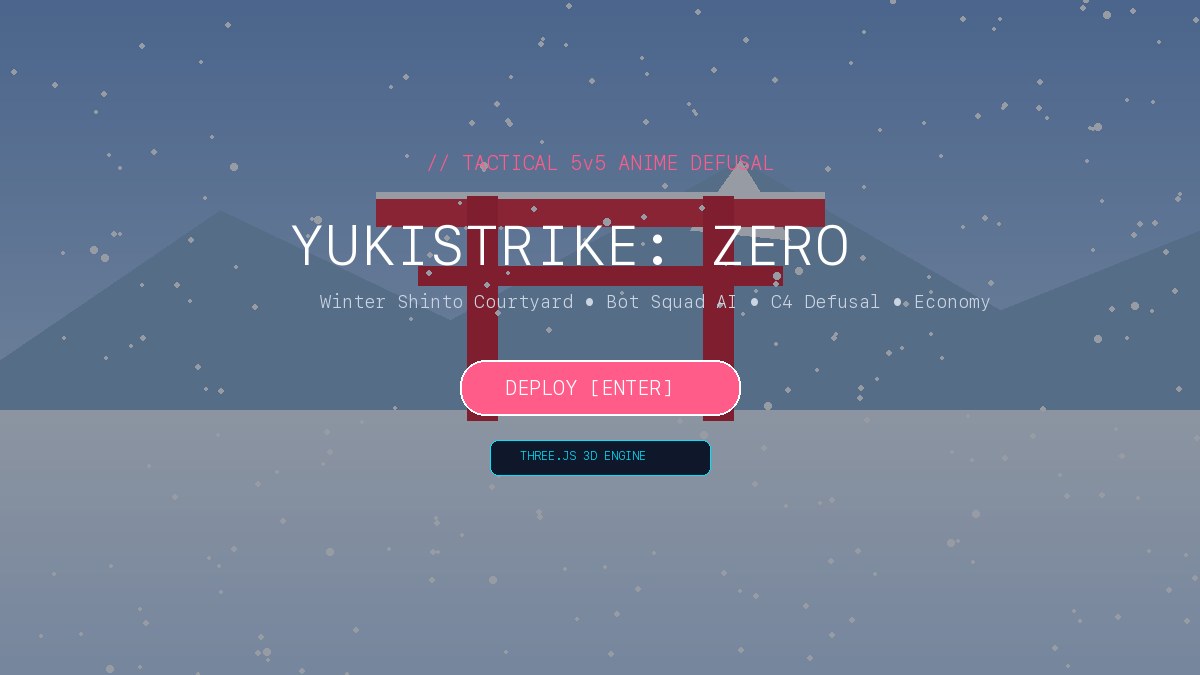 // TACTICAL 5v5 ANIME DEFUSAL
YUKISTRIKE: ZERO
Winter Shinto Courtyard ● Bot Squad AI ● C4 Defusal ● Economy
DEPLOY [ENTER]
THREE.JS 3D ENGINE